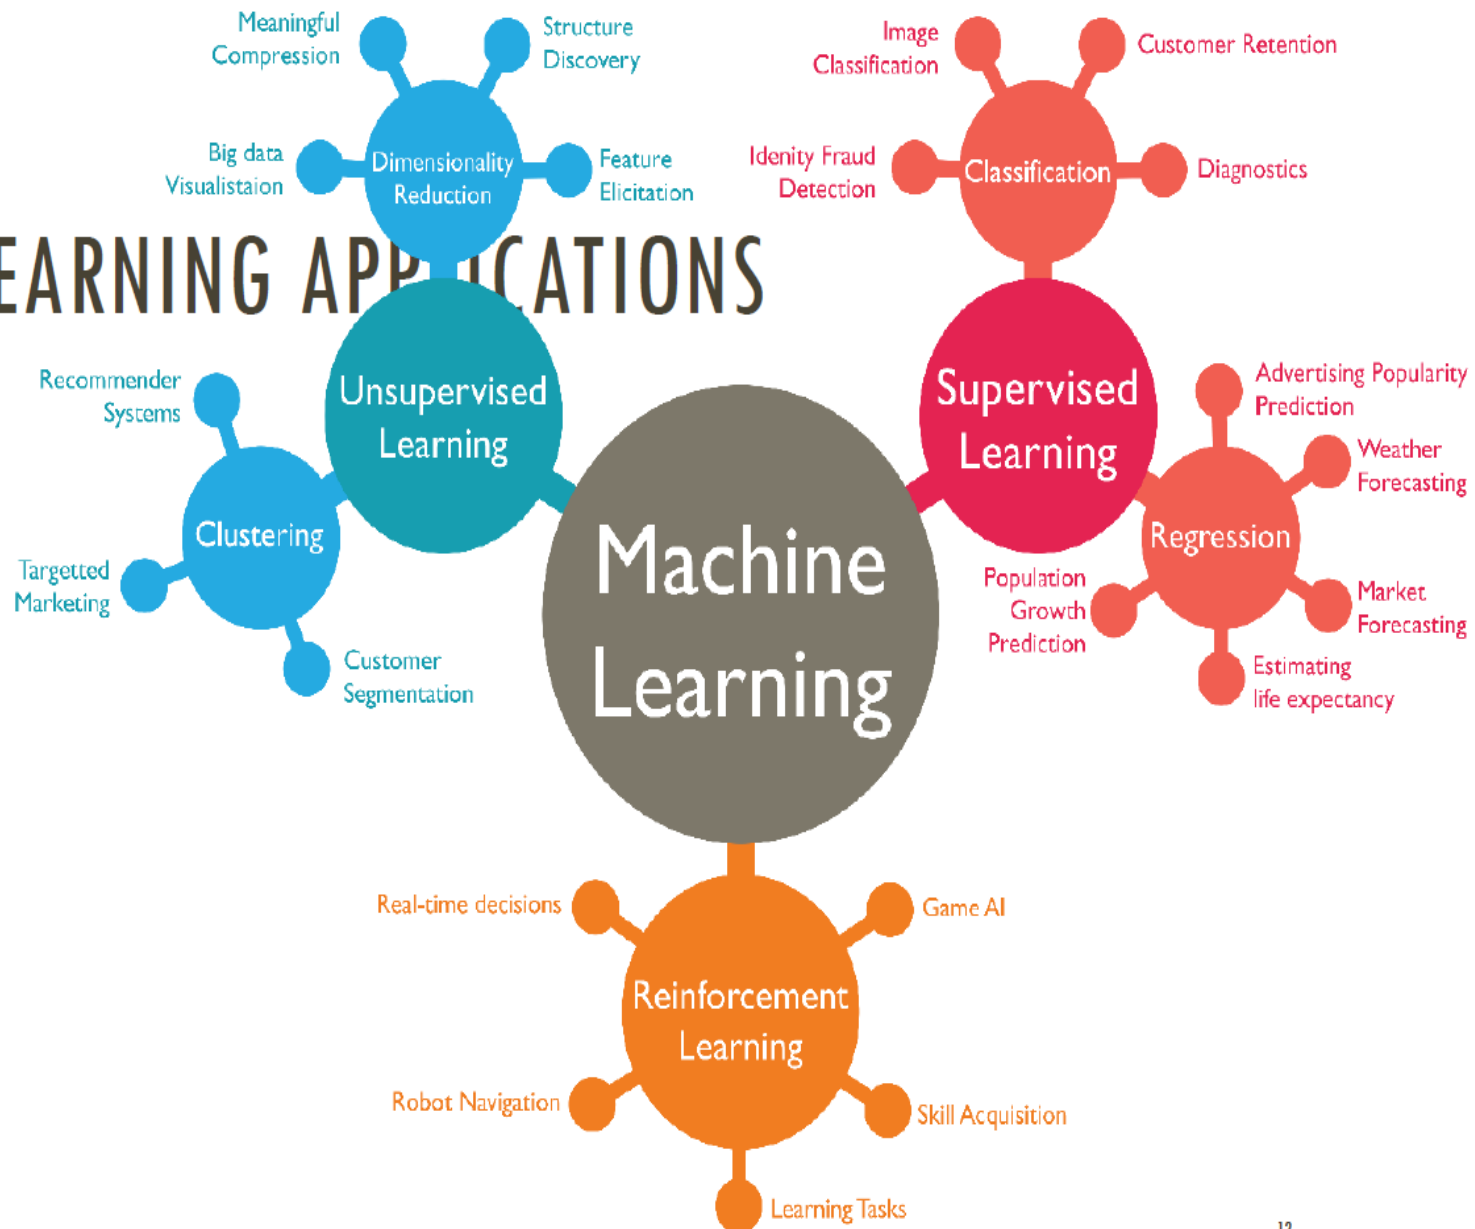 Meaningful
Compression
Structure
Discovery
Big data
Visualistaion
Dimensionality
Reduction
Feature
Elicitation
Image
Classification
Customer Retention
Idenity Fraud
Detection
Classification
Diagnostics
EARNING APPLICATIONS
Unsupervised
Learning
Supervised
Learning
Recommender
Systems
Clustering
Targetted
Marketing
Customer
Segmentation
Machine
Learning
Advertising Popularity
Prediction
Weather
Forecasting
Regression
Population
Growth
Prediction
Market
Forecasting
Estimating
life expectancy
Real-time decisions
Game AI
Reinforcement
Learning
Robot Navigation
Skill Acquisition
Learning Tasks
12